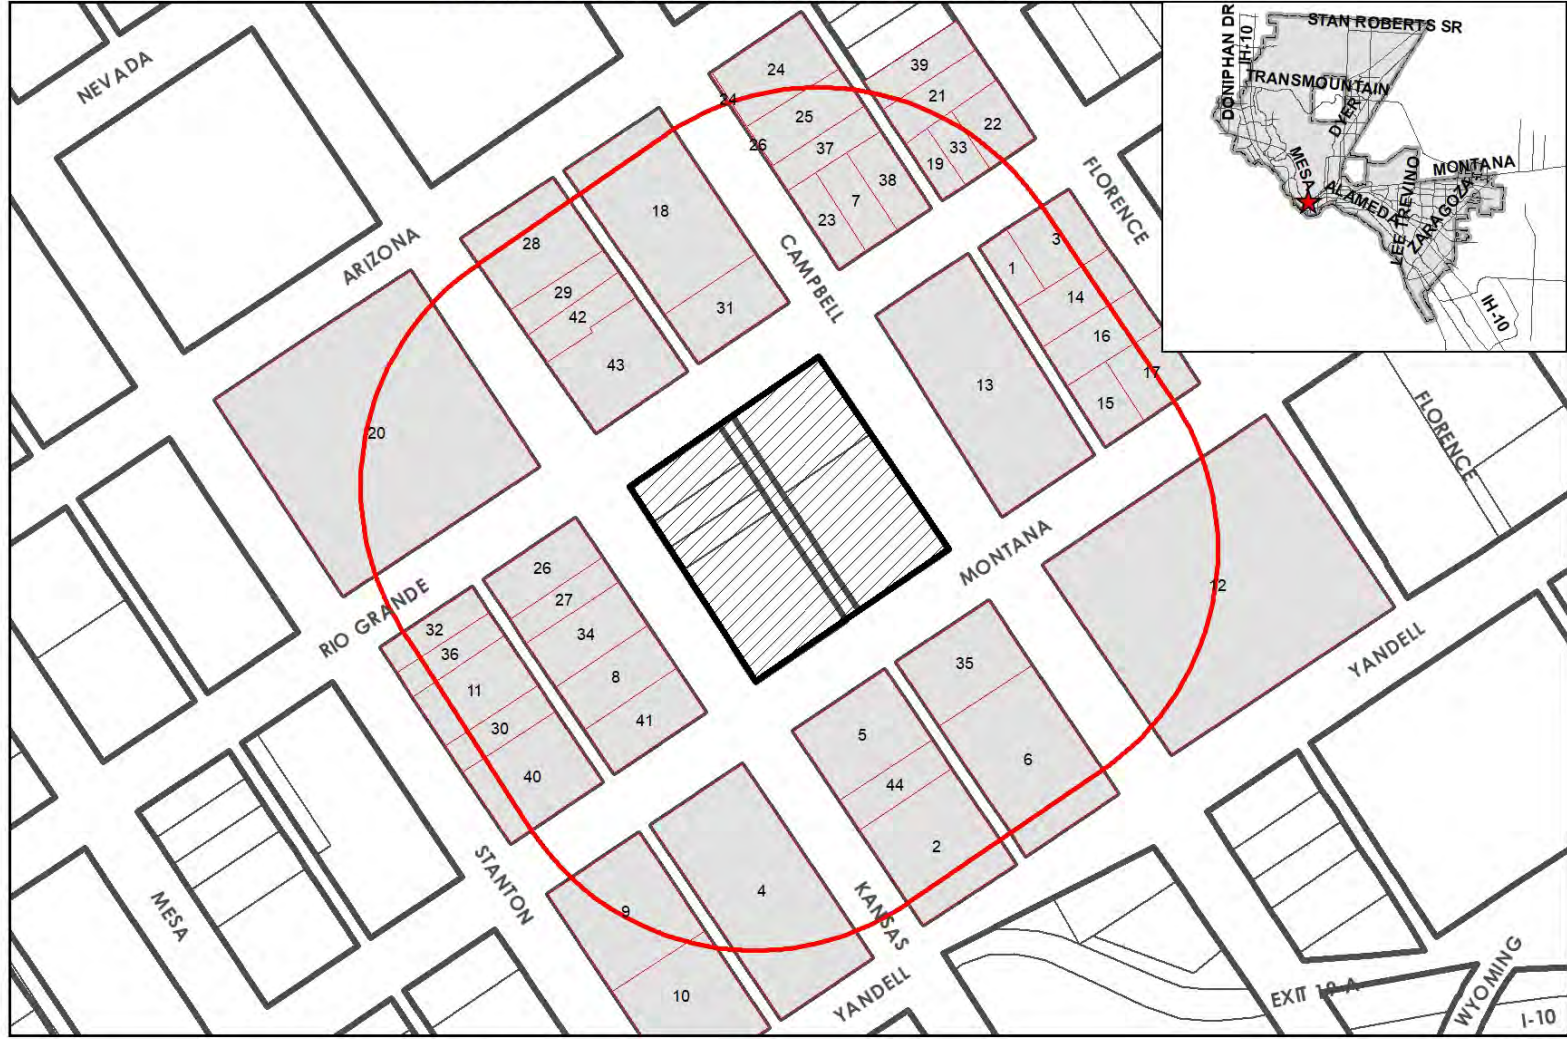 NEVADA
ARIZONA
RIO GRANDE
MESA
STANTON
CAMPBELL
FLORENCE
MONTANA
FLORENCE
YANDELL
KANSAS
YANDELL
EXIT 19-A
WYOMING
I-10
24
24
25
26
37
38
7
23
39
21
22
33
19
18
28
29
42
43
31
20
3
1
14
16
17
15
13
12
26
27
34
8
41
32
36
11
30
40
35
5
6
44
2
9
4
10
STAN ROBERTS SR
DONIPHAN DR
IH-10
TRANSMOUNTAIN
DYER
MESA
MONTANA
ALAMEDA
LEE TREVINO
ZARAGOZA
IH-10